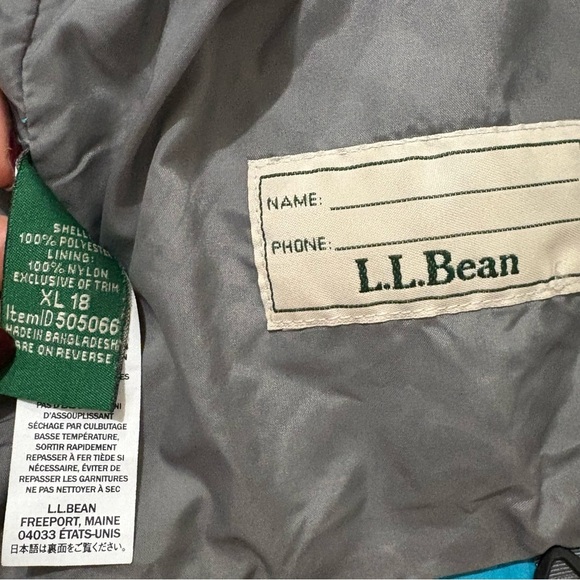 SHELL:
100% POLYESTER
LINING:
100% NYLON
EXCLUSIVE OF TRIM
XL 18
ItemID 505066
MADE IN BANGLADESH
CARE ON REVERSE
D'ASSOUPLISSANT
SÉCHAGE PAR CULBUTAGE
BASSE TEMPÉRATURE,
SORTIR RAPIDEMENT
REPASSER À FER TIÈDE SI
NÉCESSAIRE, ÉVITER DE
REPASSER LES GARNITURES
NE PAS NETTOYER À SEC
L.L.BEAN
FREEPORT, MAINE
04033 ÉTATS-UNIS
日本語は裏面をご覧ください
NAME:
PHONE:
L.L.Bean